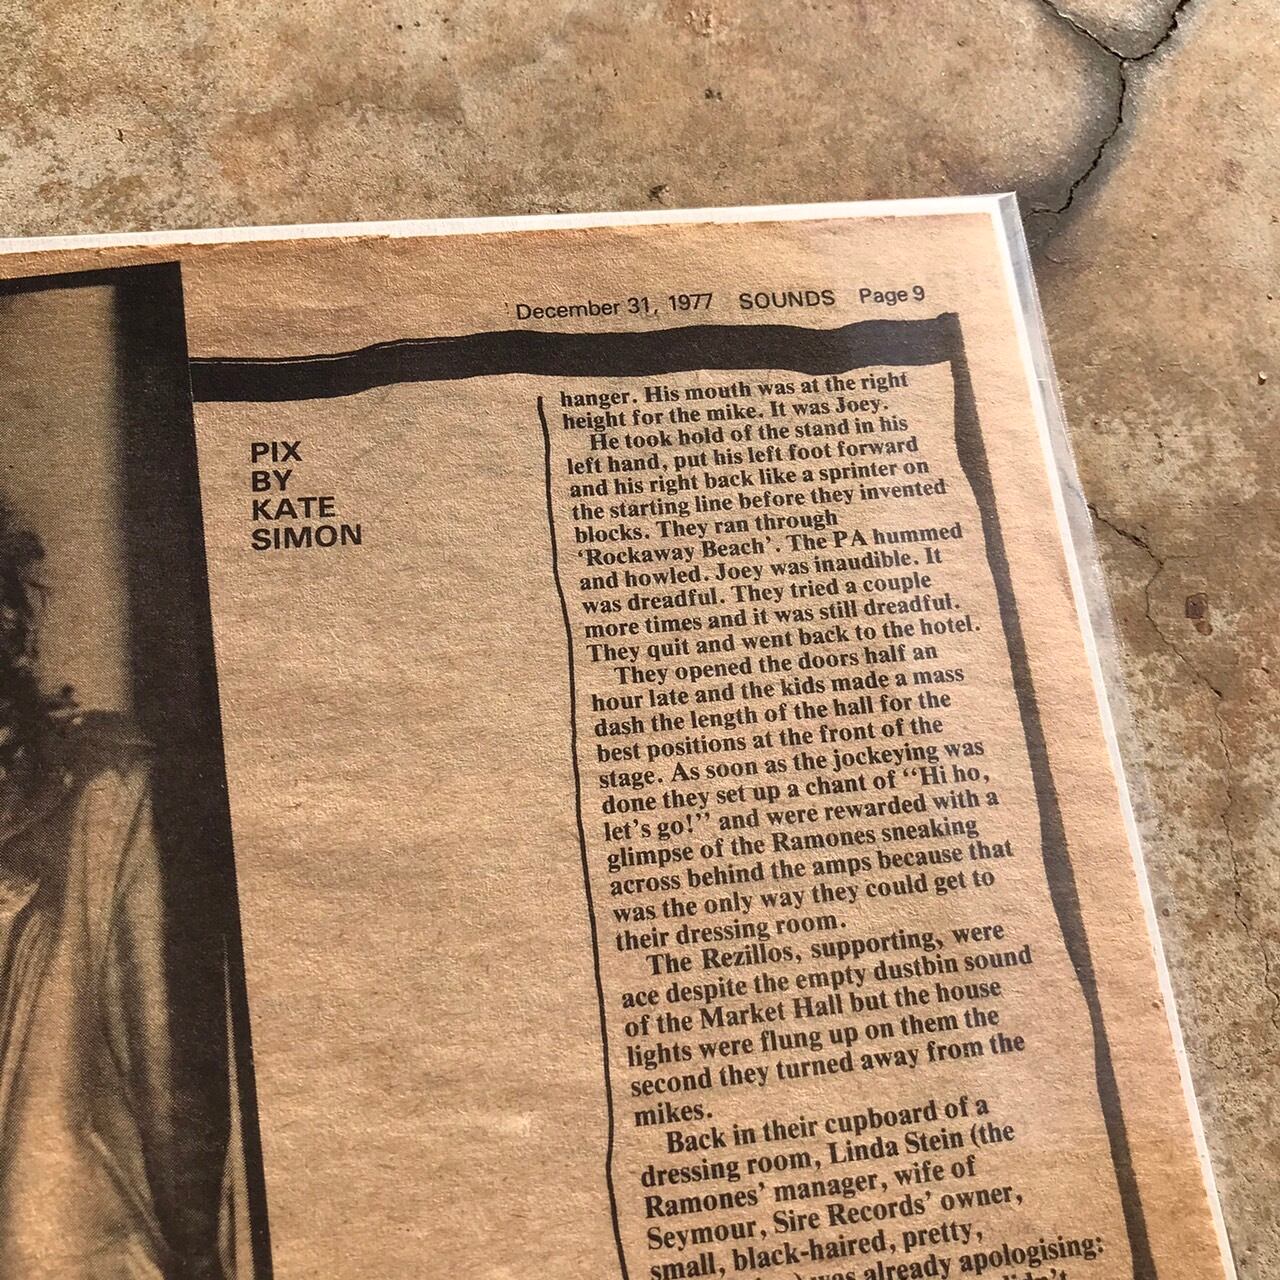 December 31, 1977 SOUNDS Page 9
PIX
BY
KATE
SIMON
hanger. His mouth was at the right
height for the mike. It was Joey.
He took hold of the stand in his
left hand, put his left foot forward
and his right back like a sprinter on
the starting line before they invented
blocks. They ran through
‘Rockaway Beach’. The PA hummed
and howled. Joey was inaudible. It
was dreadful. They tried a couple
more times and it was still dreadful.
They quit and went back to the hotel.
They opened the doors half an
hour late and the kids made a mass
dash the length of the hall for the
best positions at the front of the
stage. As soon as the jockeying was
done they set up a chant of “Hi ho,
let’s go!” and were rewarded with a
glimpse of the Ramones sneaking
across behind the amps because that
was the only way they could get to
their dressing room.
The Rezillos, supporting, were
ace despite the empty dustbin sound
of the Market Hall but the house
lights were flung up on them the
second they turned away from the
mikes.
Back in their cupboard of a
dressing room, Linda Stein (the
Ramones’ manager, wife of
Seymour, Sire Records’ owner,
small, black-haired, pretty,
was already apologising: